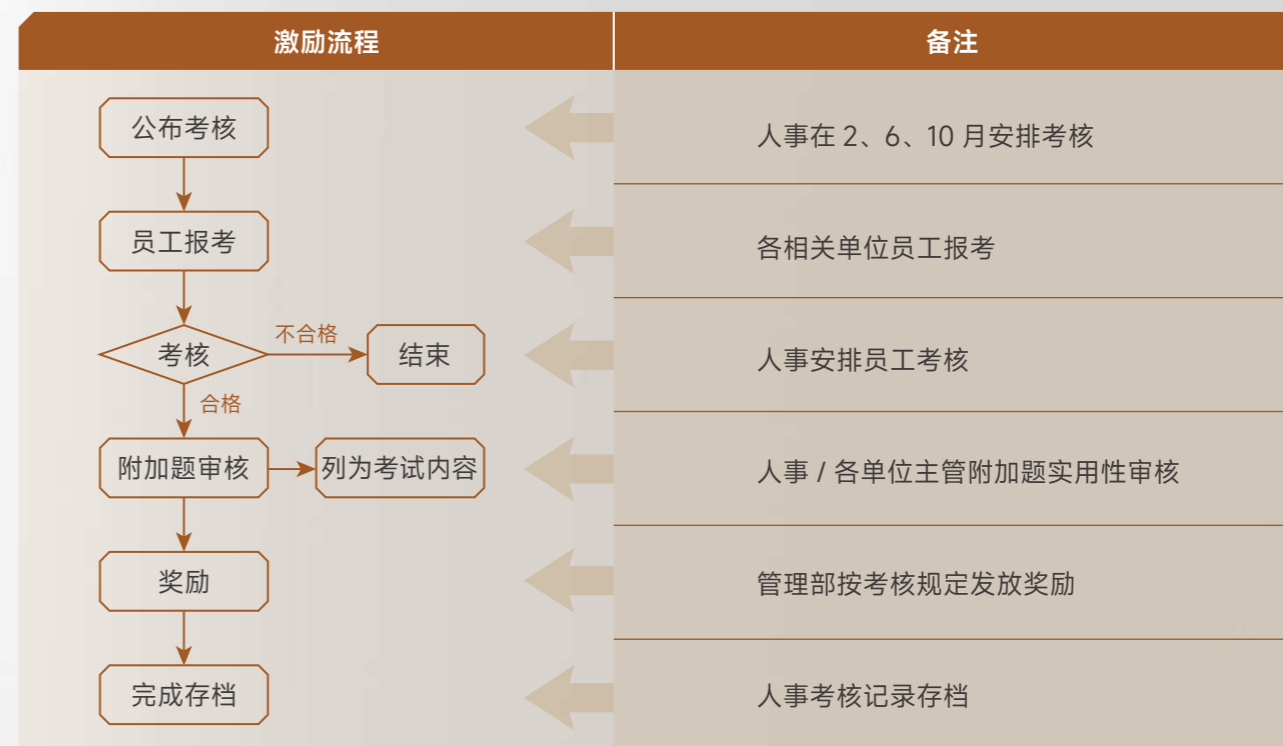 激励流程
备注
公布考核
人事在 2、6、10 月安排考核
员工报考
各相关单位员工报考
考核
不合格
结束
人事安排员工考核
合格
附加题审核
列为考试内容
人事 / 各单位主管附加题实用性审核
奖励
管理部按考核规定发放奖励
完成存档
人事考核记录存档